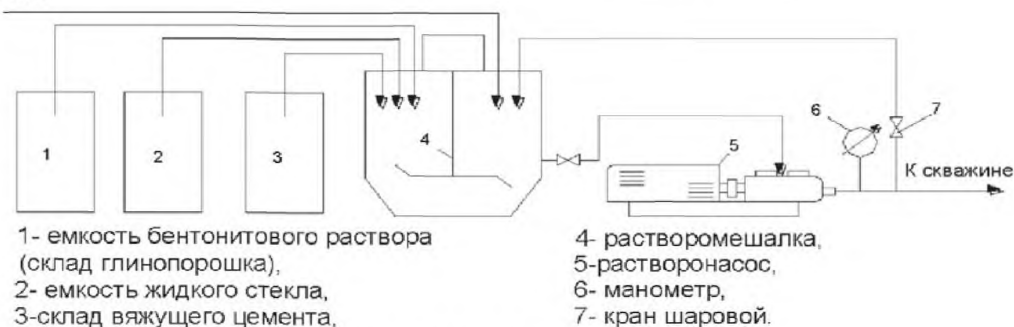 1
2
3
4
5
6
7
К скважине
1- емкость бентонитового раствора
(склад глинопорошка),
2- емкость жидкого стекла,
3-склад вяжущего цемента,
4- растворомешалка,
5-растворонасос,
6- манометр,
7- кран шаровой.